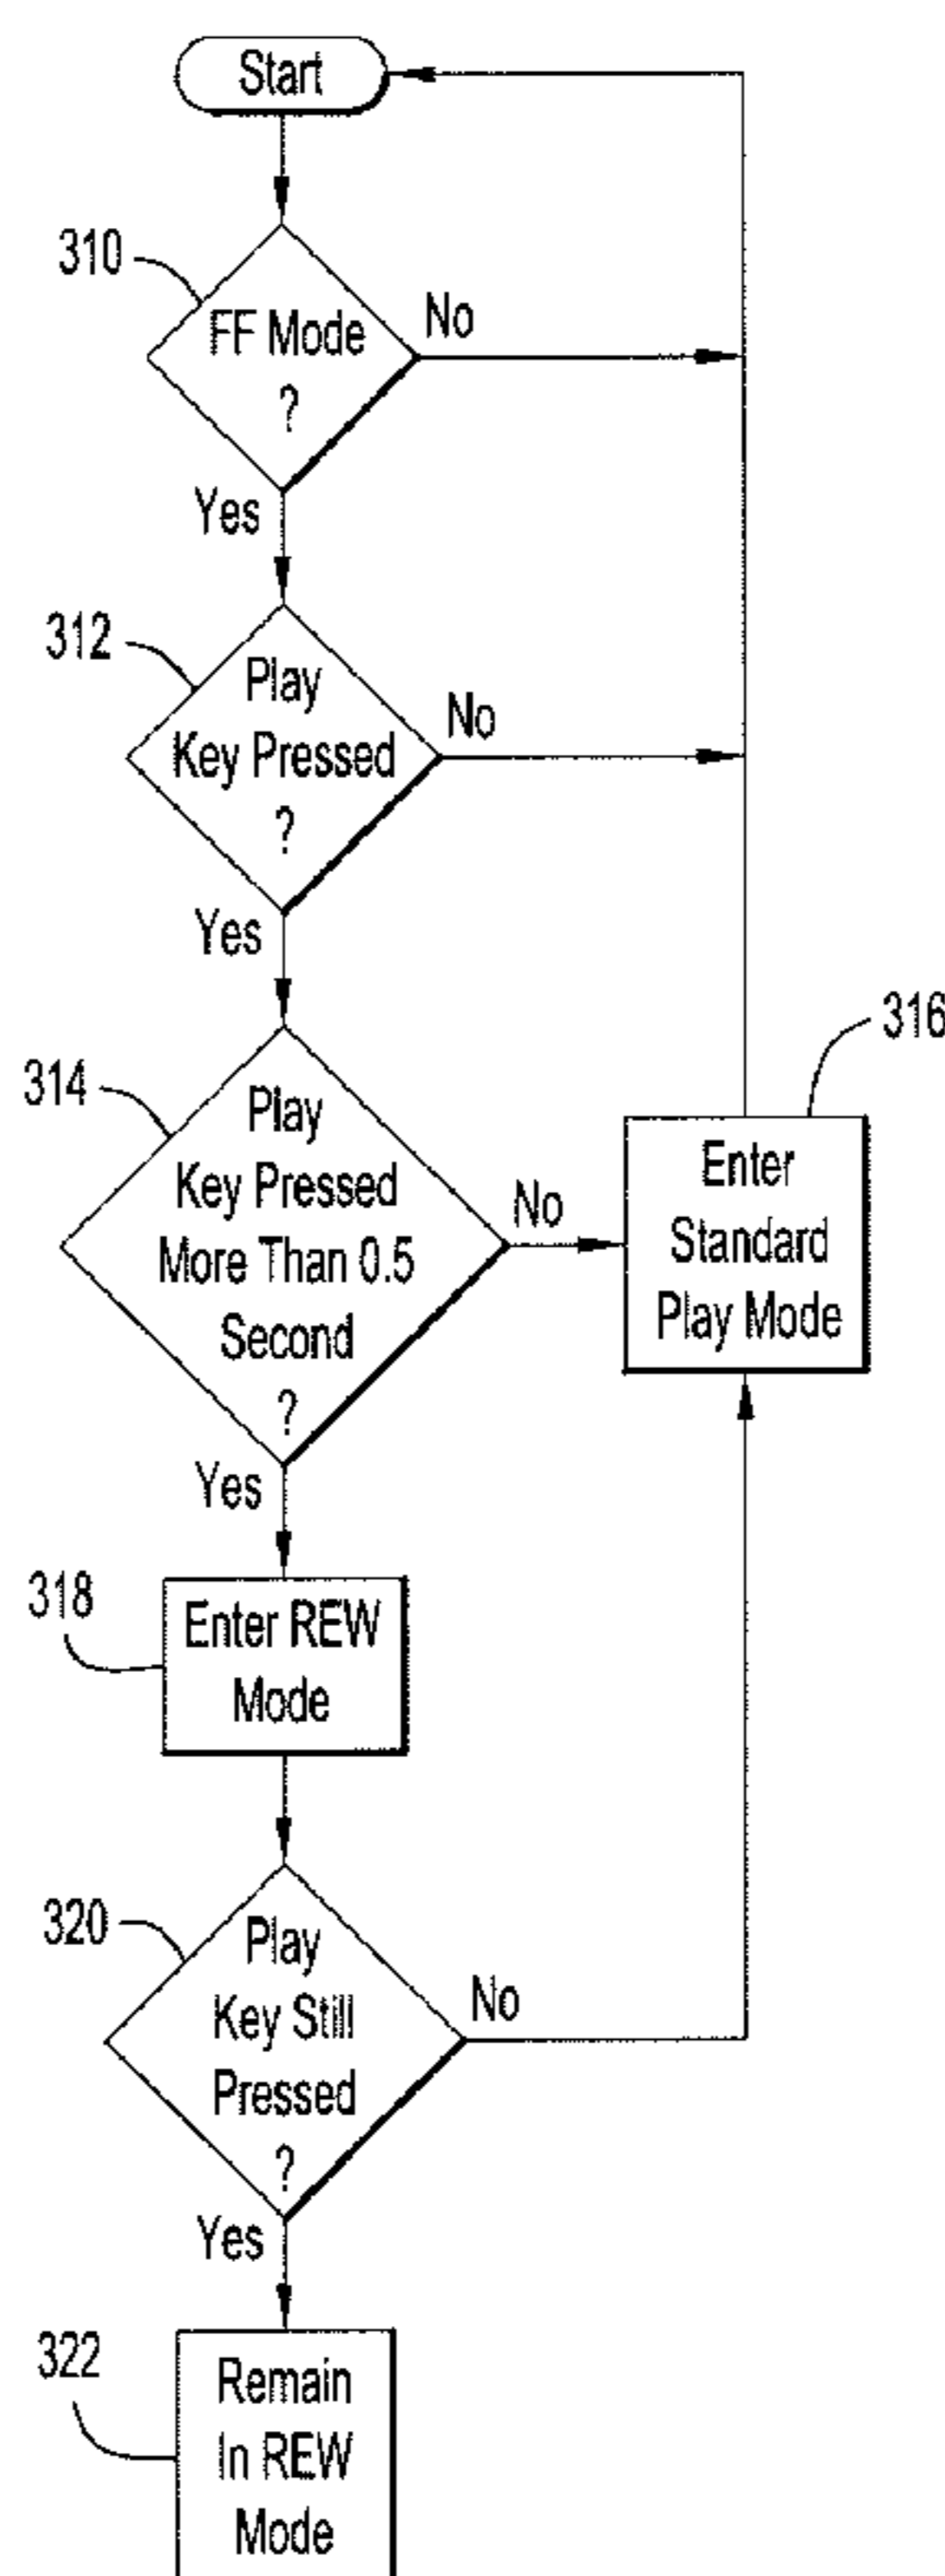 Start
310
FF Mode
?
No
Yes
312
Play
Key Pressed
?
No
Yes
314
Play
Key Pressed
More Than 0.5
Second
?
No
Yes
316
Enter
Standard
Play Mode
318
Enter REW
Mode
320
Play
Key Still
Pressed
?
No
Yes
322
Remain
In REW
Mode